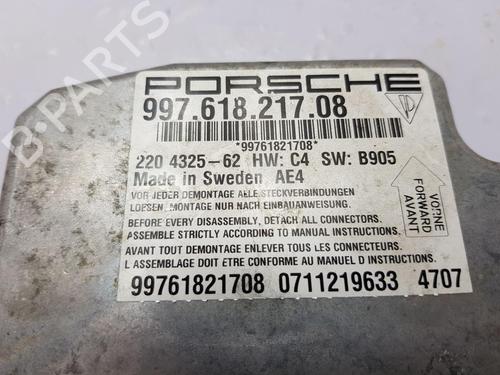 PORSCHE
997.618.217.08
*99761821708*
220 4325-62 HW: C4 SW: B905
Made in Sweden AE4
VOR JEDER DEMONTAGE ALLE STECKVERBINDUNGEN
LOESEN, MONTAGE NUR NACH EINBAUANWEISUNG.
BEFORE EVERY DISASSEMBLY, DETACH ALL CONNECTORS.
ASSEMBLE STRICTLY ACCORDING TO MANUAL INSTRUCTIONS.
AVANT TOUT DEMONTAGE ENLEVER TOUS LES CONNECTEURS.
L ASSEMBLAGE DOIT ETRE CONFORME AU MANUEL D INSTRUCTIONS.
VORNE
FORWARD
AVANT
99761821708 0711219633 4707
B-PARTS